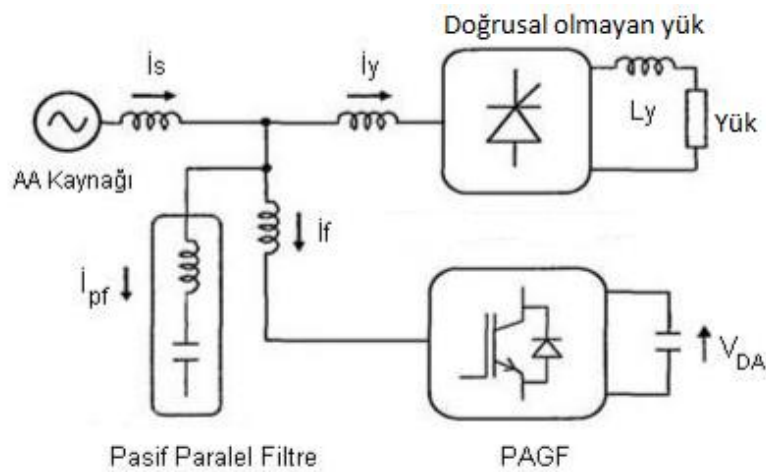 Doğrusal olmayan yük
İs
İy
Ly
Yük
AA Kaynağı
İf
İpf
VDA
Pasif Paralel Filtre
PAGF